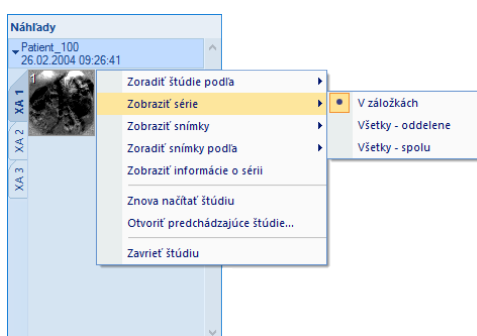 Náhľady
Patient_100
26.02.2004 09:26:41
XA 1
XA 2
XA 3
1
Zoradiť štúdie podľa
Zobraziť série
Zobraziť snímky
Zoradiť snímky podľa
Zobraziť informácie o sérii
Znova načítať štúdiu
Otvoriť predchádzajúce štúdie...
Zavrieť štúdiu
V záložkách
Všetky - oddelene
Všetky - spolu